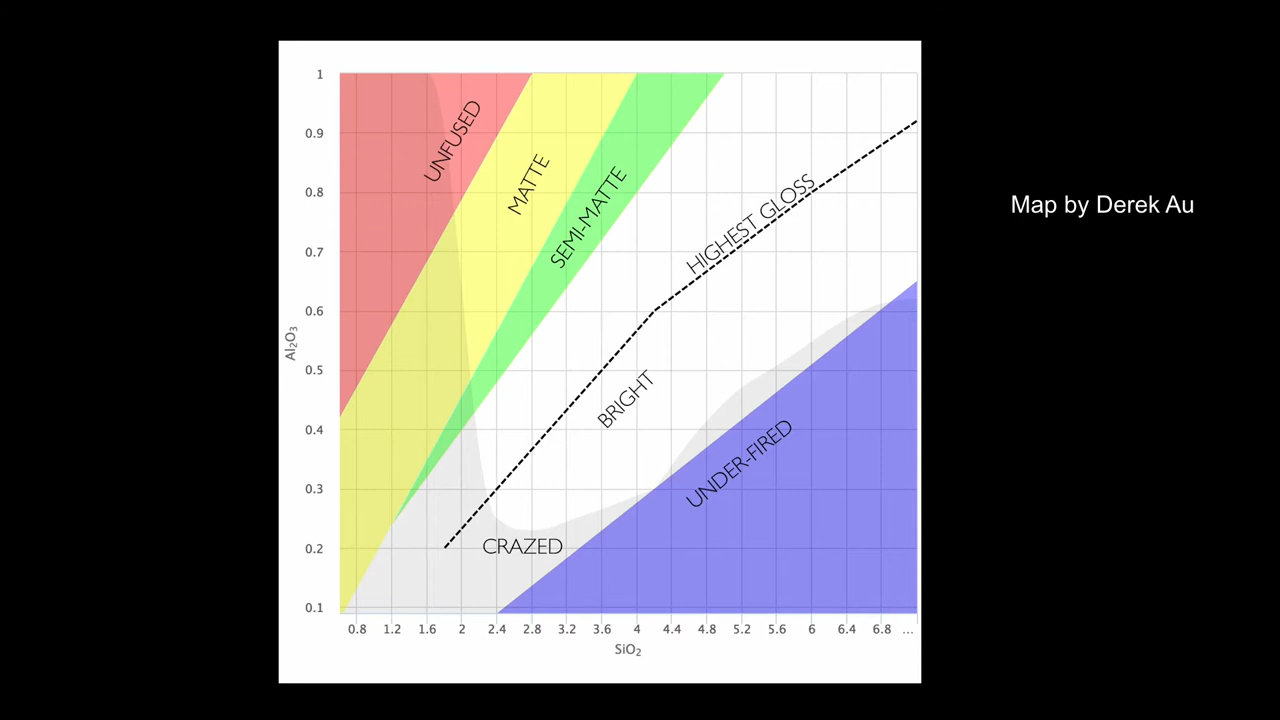 Map by Derek Au
UNFUSED
MATTE
SEMI-MATTE
HIGHEST GLOSS
BRIGHT
UNDER-FIRED
CRAZED
Al₂O₃
1
0.9
0.8
0.7
0.6
0.5
0.4
0.3
0.2
0.1
0.8 1.2 1.6 2 2.4 2.8 3.2 3.6 4 4.4 4.8 5.2 5.6 6 6.4 6.8 ...
SiO₂